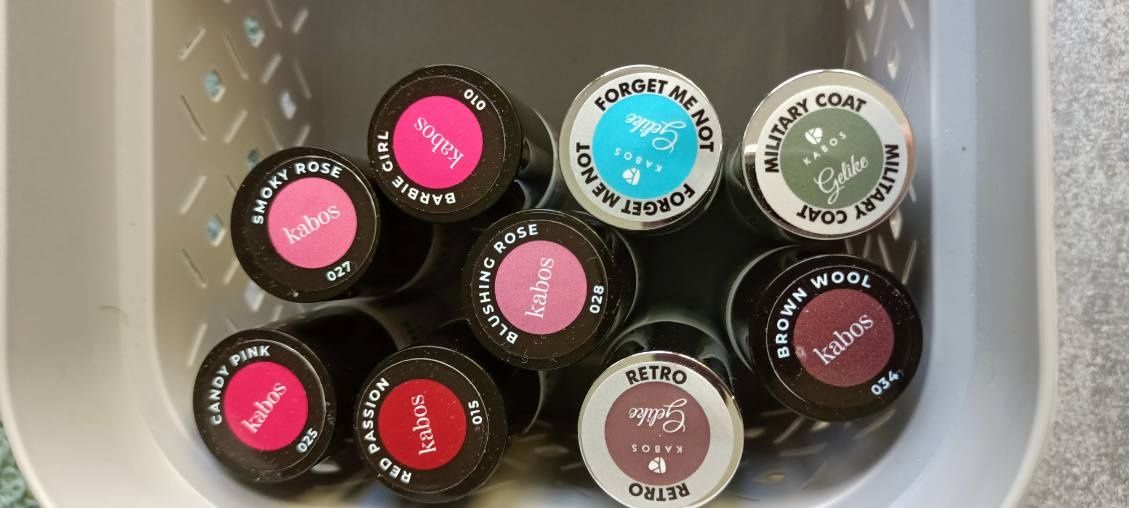 BARBIE GIRL
010
kabos
FORGET ME NOT
FORGET ME NOT
Gelike
KABOS
MILITARY COAT
MILITARY COAT
KABOS
Gelike
SMOKY ROSE
kabos
027
BLUSHING ROSE
kabos
028
BROWN WOOL
kabos
034
CANDY PINK
kabos
025
RED PASSION
kabos
015
RETRO
Gelike
KABOS
RETRO